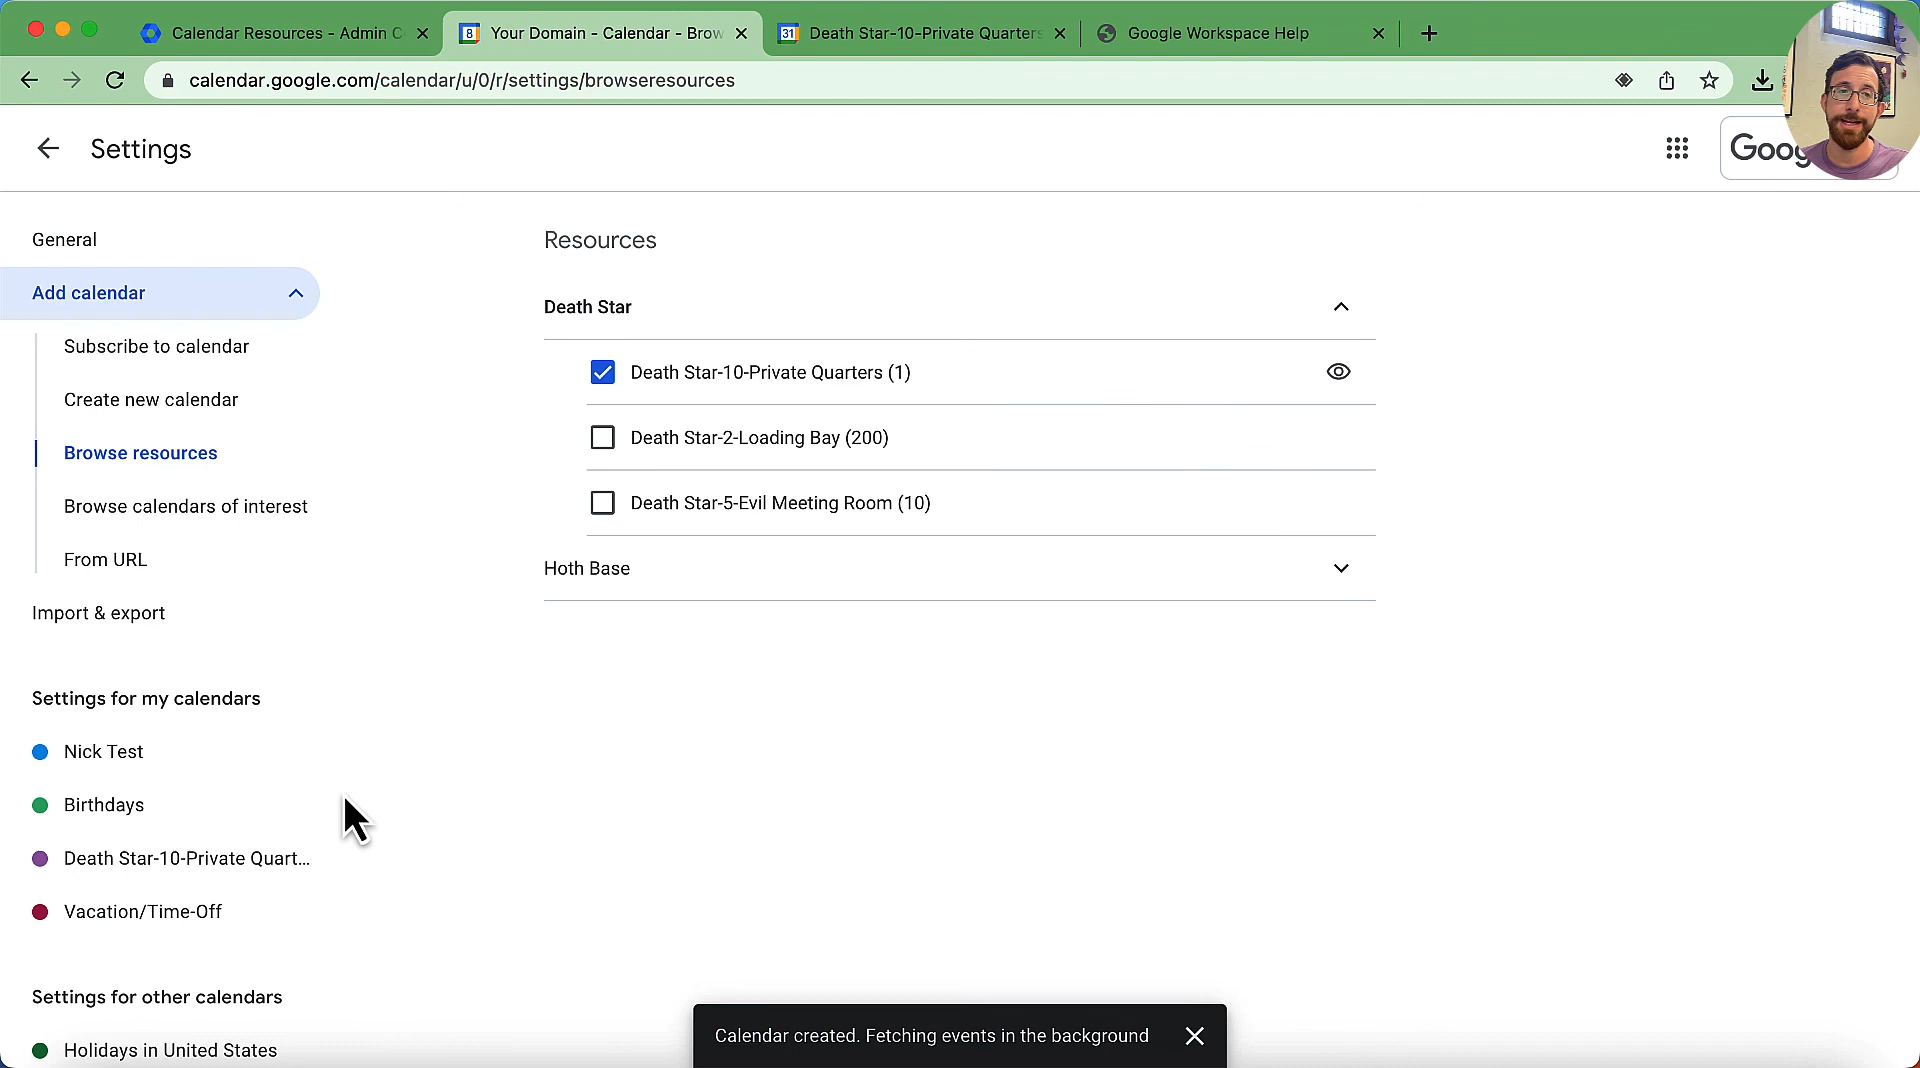 Calendar Resources - Admin C
Your Domain - Calendar - Brow
Death Star-10-Private Quarters
Google Workspace Help
calendar.google.com/calendar/u/0/r/settings/browseresources
Settings
Goog
General
Add calendar
Subscribe to calendar
Create new calendar
Browse resources
Browse calendars of interest
From URL
Import & export
Settings for my calendars
Nick Test
Birthdays
Death Star-10-Private Quart...
Vacation/Time-Off
Settings for other calendars
Holidays in United States
Resources
Death Star
Death Star-10-Private Quarters (1)
Death Star-2-Loading Bay (200)
Death Star-5-Evil Meeting Room (10)
Hoth Base
Calendar created. Fetching events in the background